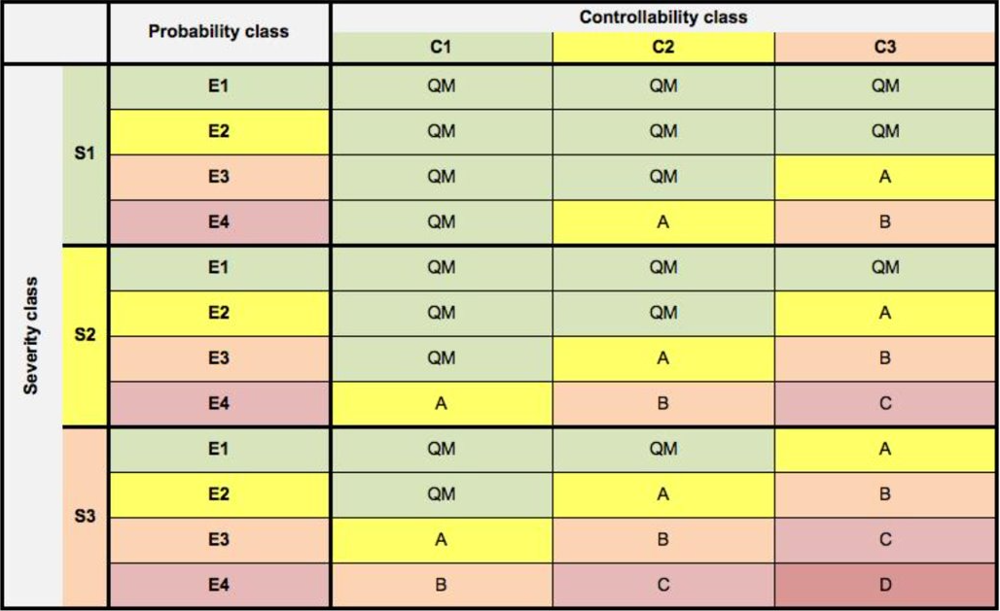 Probability class
Controllability class
C1 C2 C3
Severity class
S1
E1 QM QM QM
E2 QM QM QM
E3 QM QM A
E4 QM A B
S2
E1 QM QM QM
E2 QM QM A
E3 QM A B
E4 A B C
S3
E1 QM QM A
E2 QM A B
E3 A B C
E4 B C D